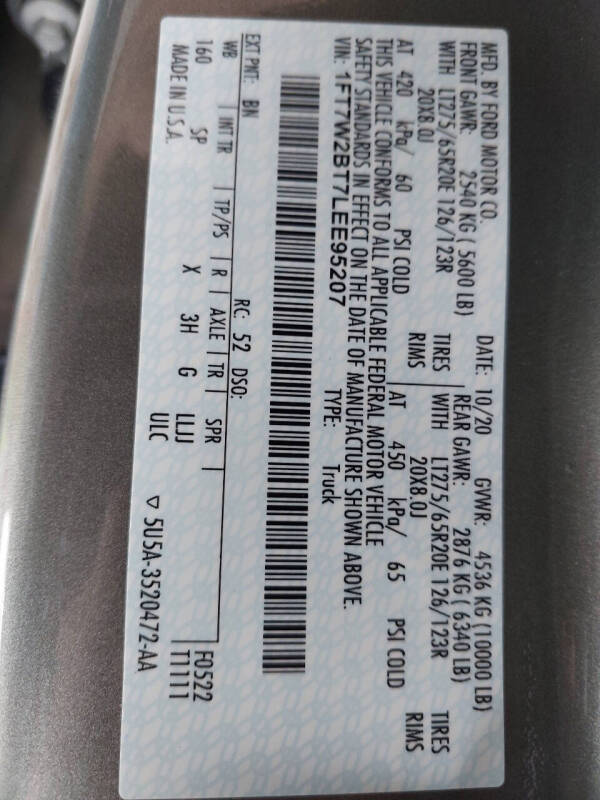 MFD. BY FORD MOTOR CO. DATE: 10/20 GVWR: 4536 KG (10000 LB)
FRONT GAWR: 2540 KG ( 5600 LB) REAR GAWR: 2876 KG ( 6340 LB)
WITH LT275/65R20E 126/123R TIRES WITH LT275/65R20E 126/123R TIRES
20X8.0J RIMS 20X8.0J RIMS
AT 420 kPa/ 60 PSI COLD AT 450 kPa/ 65 PSI COLD
THIS VEHICLE CONFORMS TO ALL APPLICABLE FEDERAL MOTOR VEHICLE
SAFETY STANDARDS IN EFFECT ON THE DATE OF MANUFACTURE SHOWN ABOVE.
VIN: 1FT7W2BT7LEE95207 TYPE: Truck
EXT PNT: BN RC: 52 DSO:
WB | INT TR | TP/PS | R | AXLE | TR | SPR | F0522
160 SP X 3H G LLJJ T1111
MADE IN U.S.A. ULC ▽ 5U5A-3520472-AA